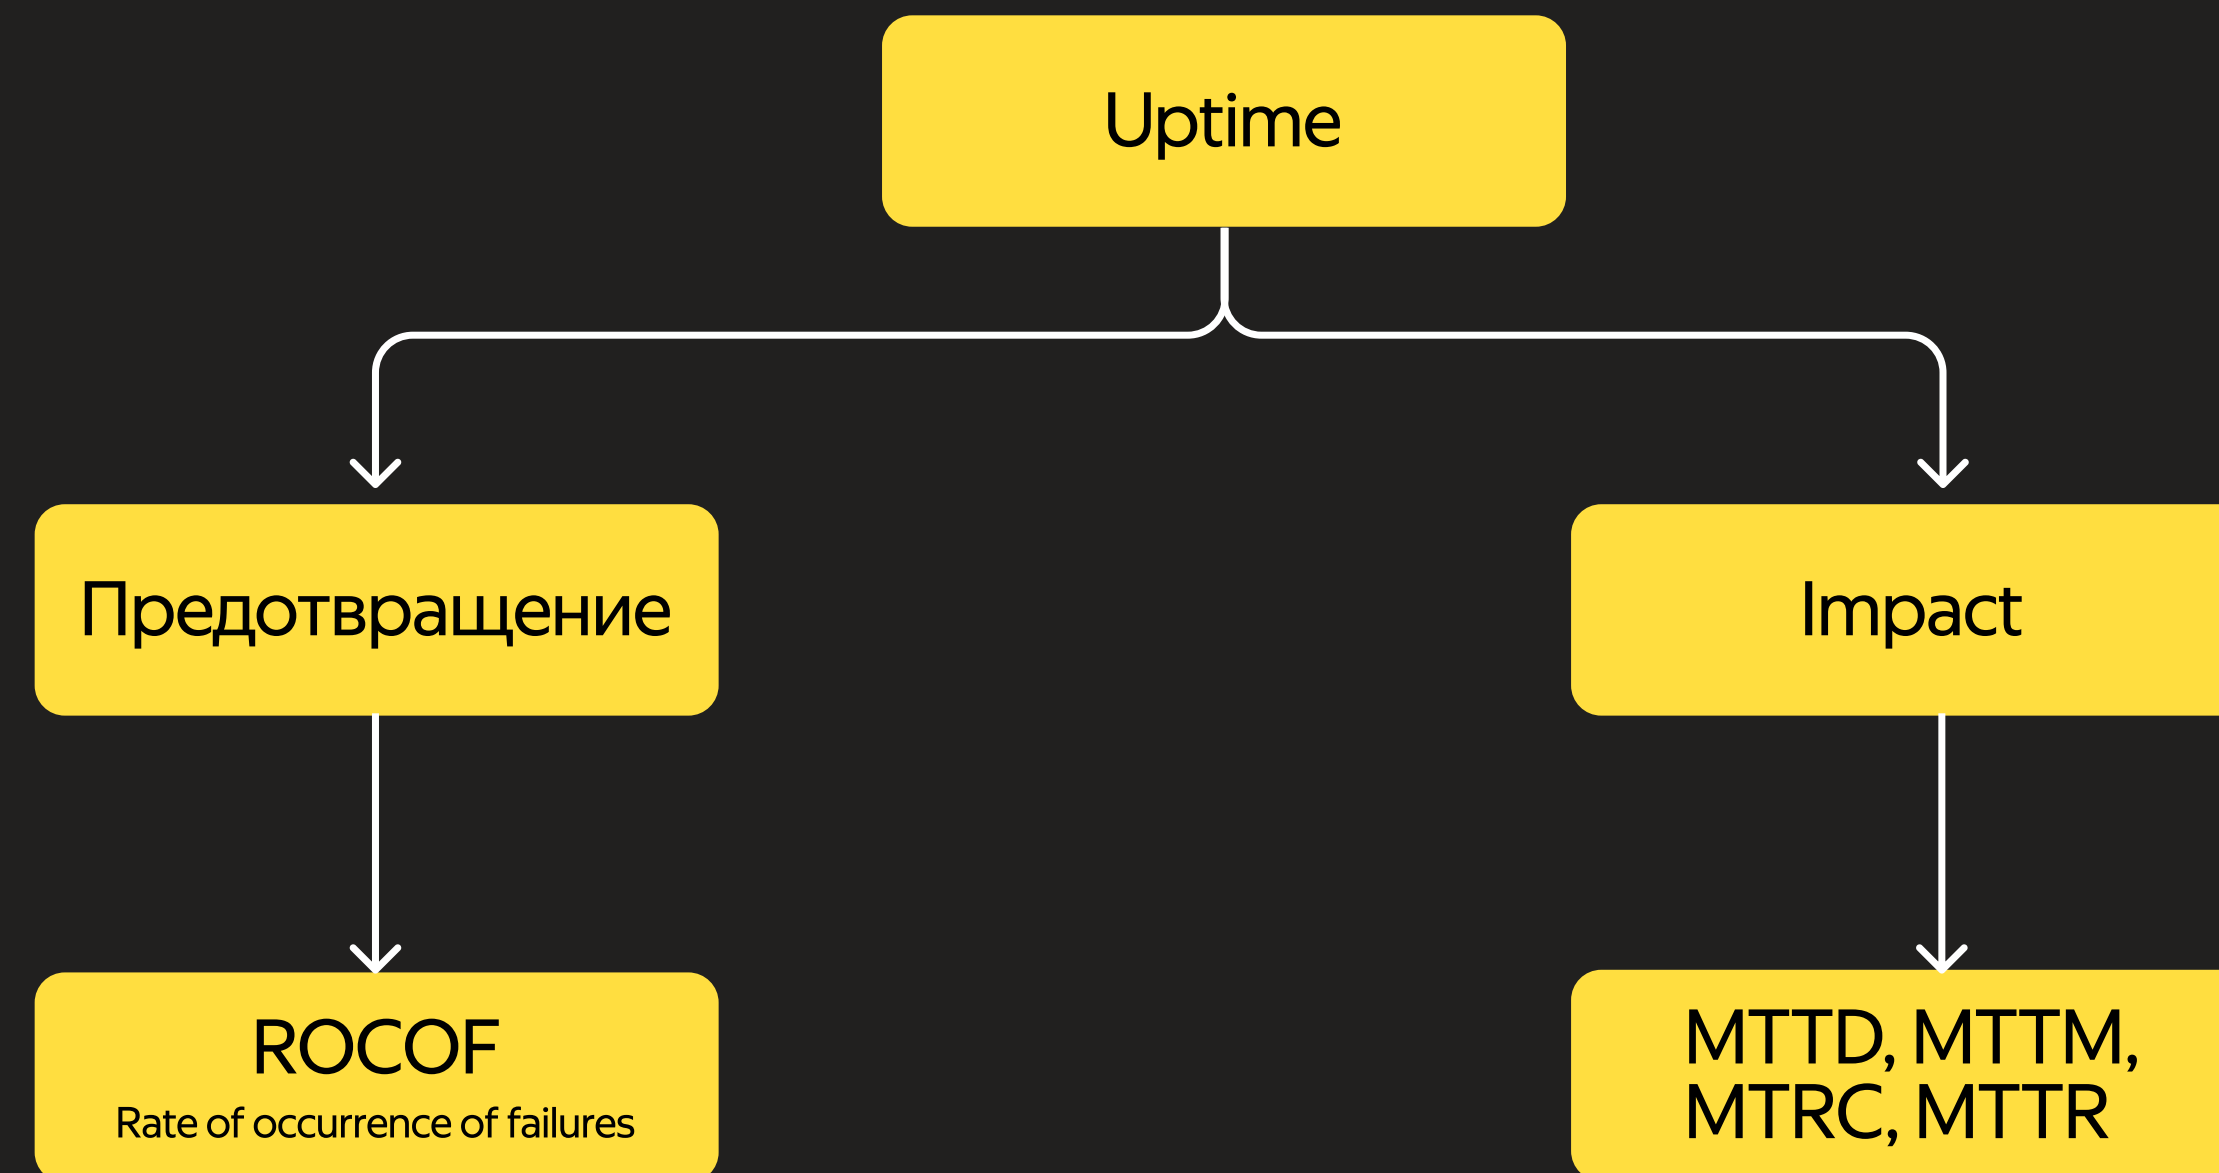 Uptime
Предотвращение
Impact
ROCOF
Rate of occurrence of failures
MTTD, MTTM,
MTRC, MTTR